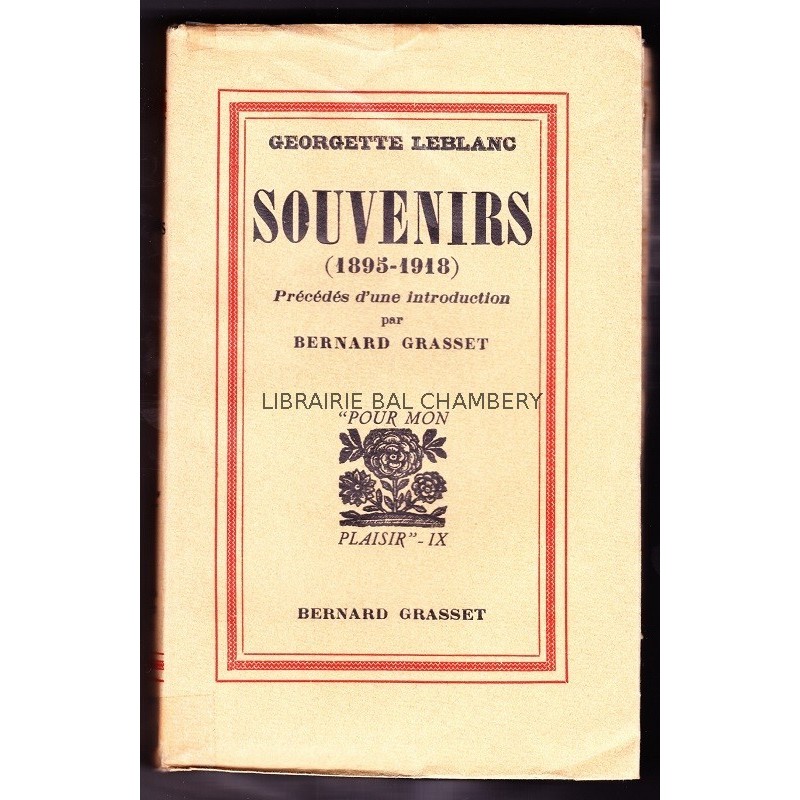 GEORGETTE LEBLANC
SOUVENIRS
(1895-1918)
Précédés d'une introduction
par
BERNARD GRASSET
LIBRAIRIE BAL CHAMBERY
"POUR MON
PLAISIR"- IX
BERNARD GRASSET